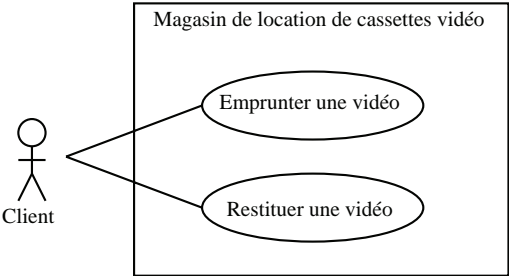 Magasin de location de cassettes vidéo
Emprunter une vidéo
Client
Restituer une vidéo